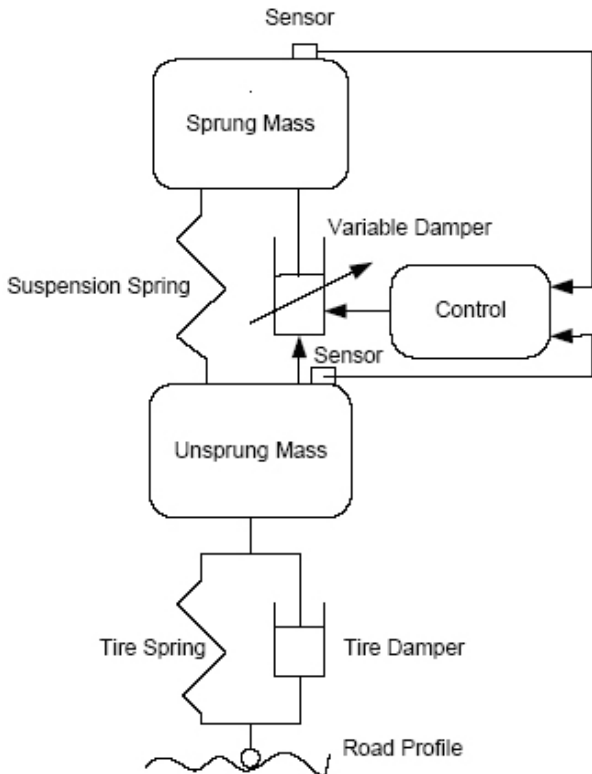 Sensor
Sprung Mass
Variable Damper
Suspension Spring
Control
Sensor
Unsprung Mass
Tire Spring
Tire Damper
Road Profile